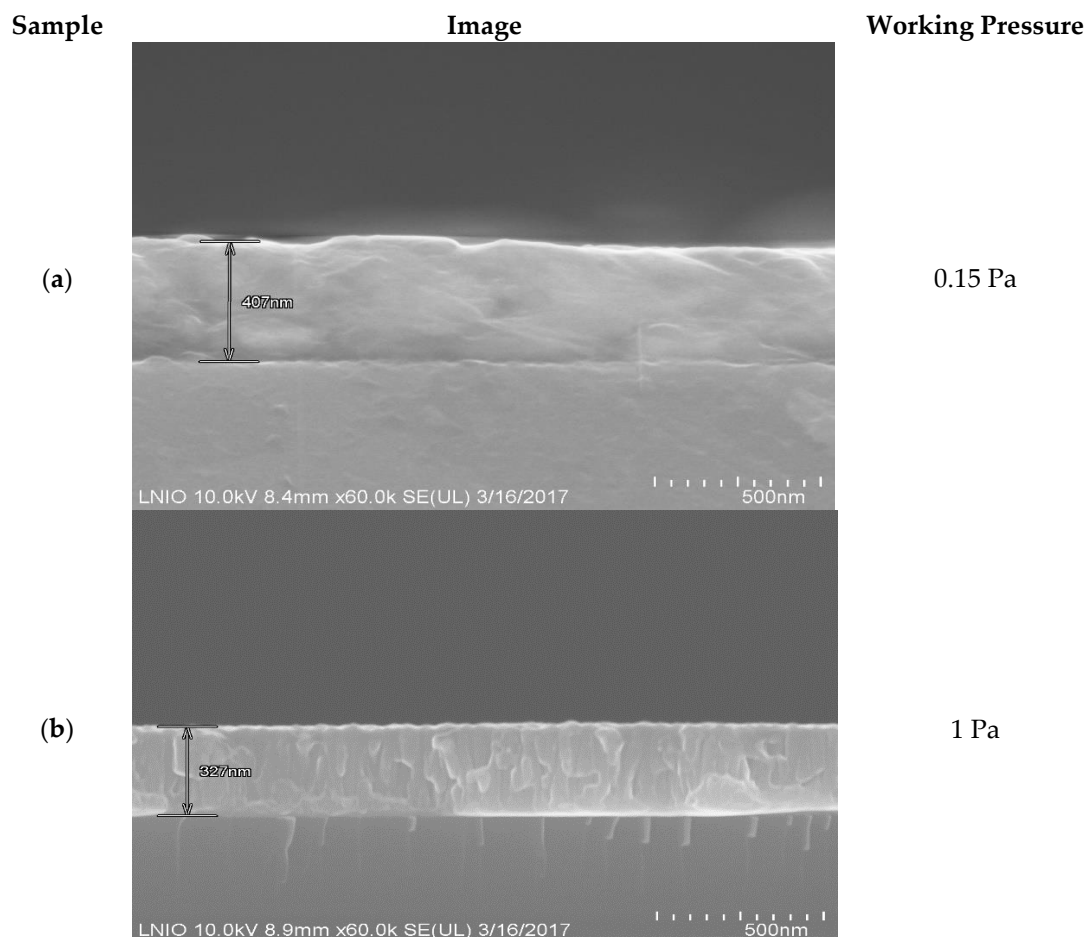 Sample Image Working Pressure
407nm
(a) 0.15 Pa
LNIO 10.0kV 8.4mm x60.0k SE(UL) 3/16/2017 500nm
(b) 1 Pa
327nm
LNIO 10.0kV 8.9mm x60.0k SE(UL) 3/16/2017 500nm